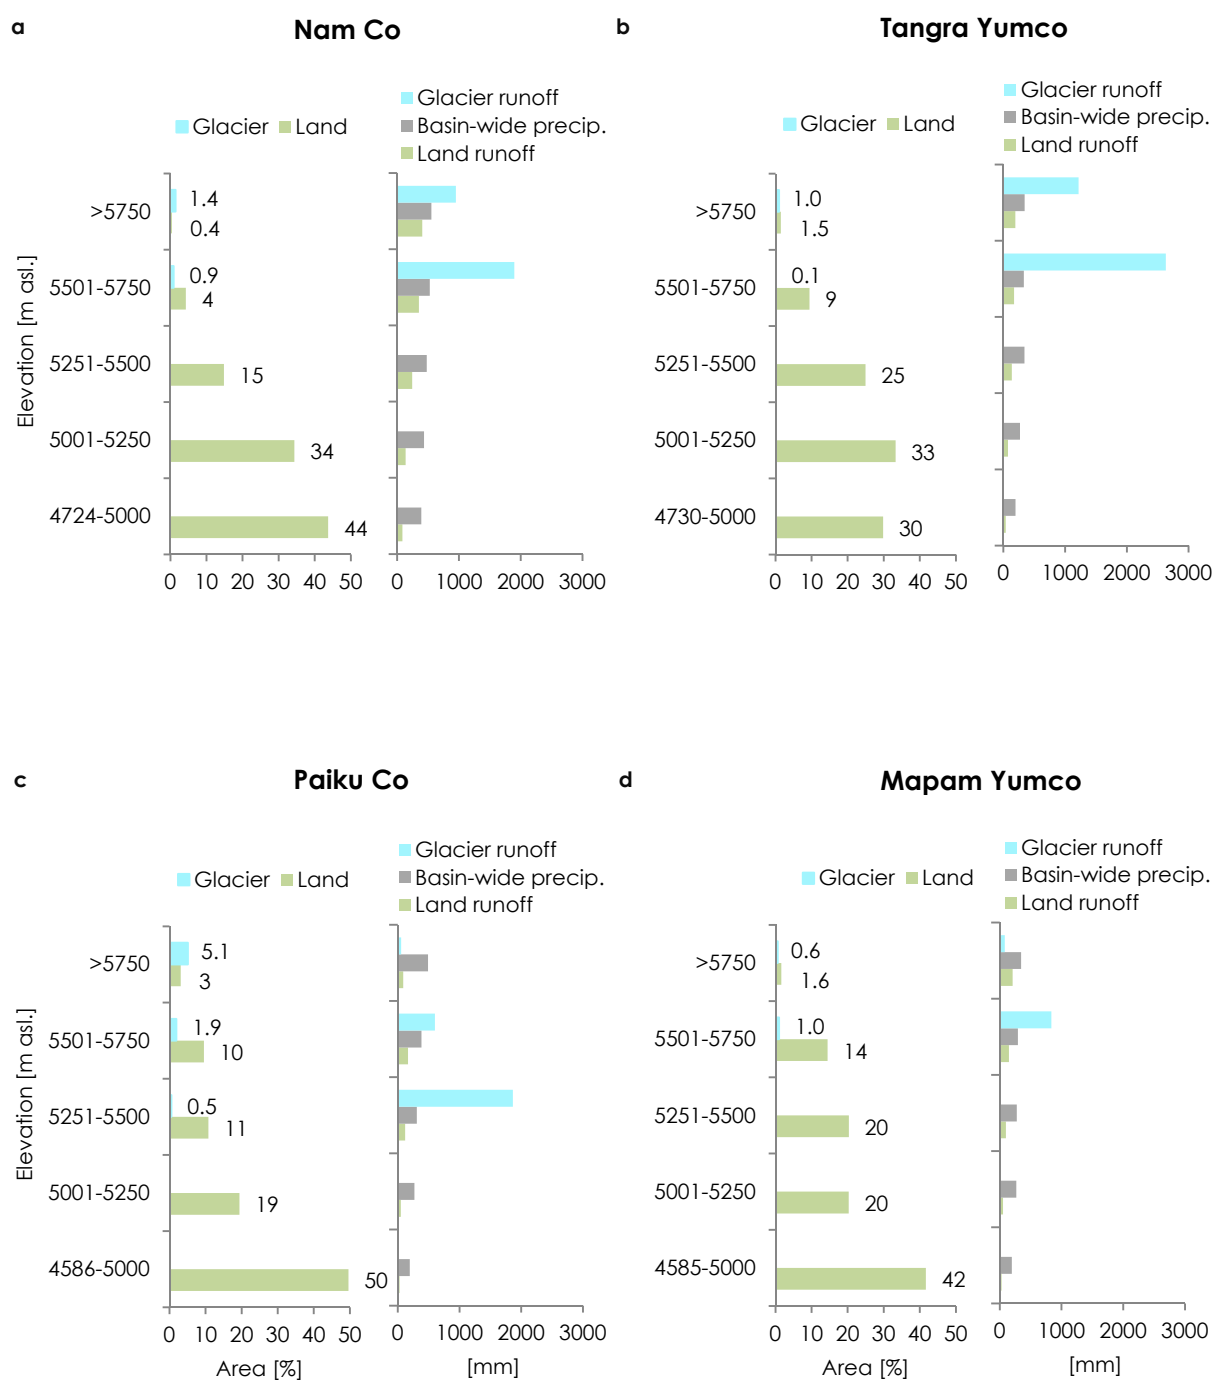 a
Nam Co
Glacier Land
Glacier runoff
Basin-wide precip.
Land runoff
Elevation [m asl.]
>5750
1.4
0.4
5501-5750
0.9
4
5251-5500
15
5001-5250
34
4724-5000
44
0 10 20 30 40 50
0 1000 2000 3000
b
Tangra Yumco
Glacier Land
Glacier runoff
Basin-wide precip.
Land runoff
>5750
1.0
1.5
5501-5750
0.1
9
5251-5500
25
5001-5250
33
4730-5000
30
0 10 20 30 40 50
0 1000 2000 3000
c
Paiku Co
Glacier Land
Glacier runoff
Basin-wide precip.
Land runoff
Elevation [m asl.]
>5750
5.1
3
5501-5750
1.9
10
5251-5500
0.5
11
5001-5250
19
4586-5000
50
0 10 20 30 40 50
Area [%]
0 1000 2000 3000
[mm]
d
Mapam Yumco
Glacier Land
Glacier runoff
Basin-wide precip.
Land runoff
>5750
0.6
1.6
5501-5750
1.0
14
5251-5500
20
5001-5250
20
4585-5000
42
0 10 20 30 40 50
Area [%]
0 1000 2000 3000
[mm]